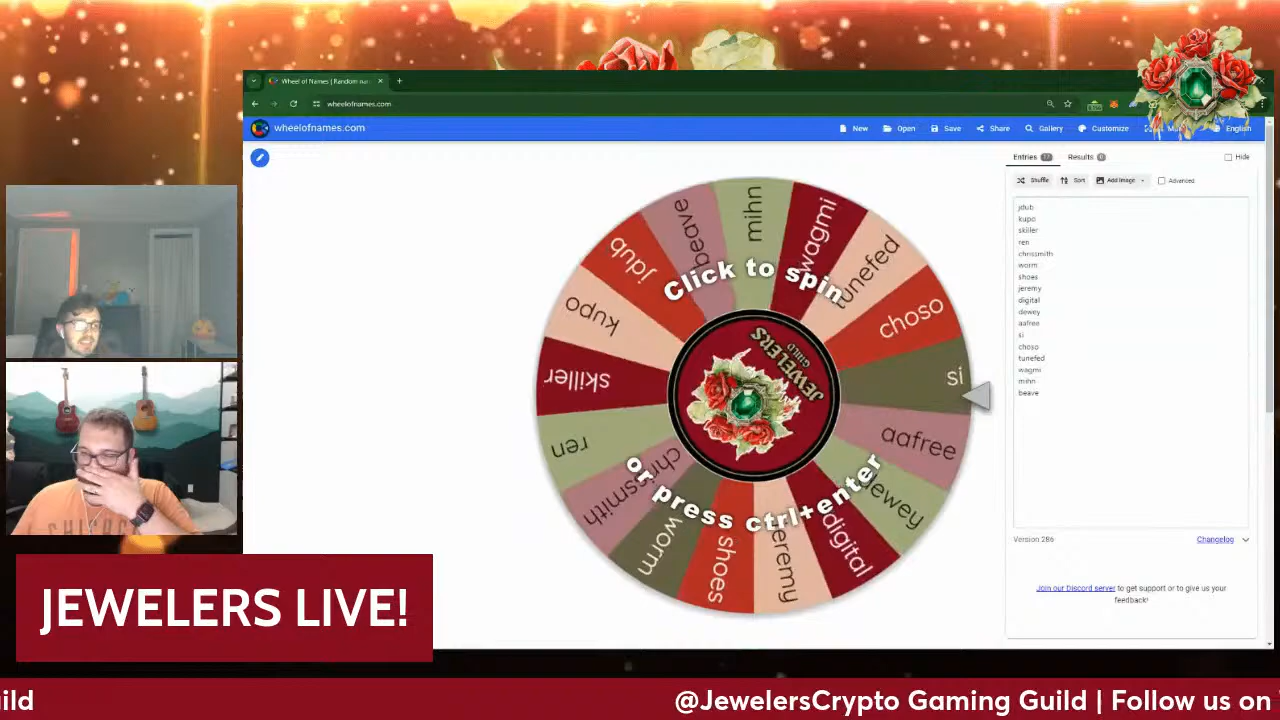 Wheel of Names | Random na
wheelofnames.com
wheelofnames.com
New
Open
Save
Share
Gallery
Customize
English
Entries 17
Results 0
Hide
Shuffle
Sort
Add image
Advanced
jdub
kupo
skiller
ren
chrissmith
worm
shoes
jeremy
digital
dewey
aafree
si
choso
tunefed
wagmi
mihn
beave
Version 286
Changelog
Join our Discord server to get support or to give us your
feedback!
Click to spin
or press ctrl+enter
mihn
wagmi
tunefed
choso
si
aafree
dewey
digital
jeremy
shoes
worm
chrissmith
ren
skiller
kupo
jdub
beave
JEWELERS
GUILD
JEWELERS LIVE!
ild
@JewelersCrypto Gaming Guild | Follow us on